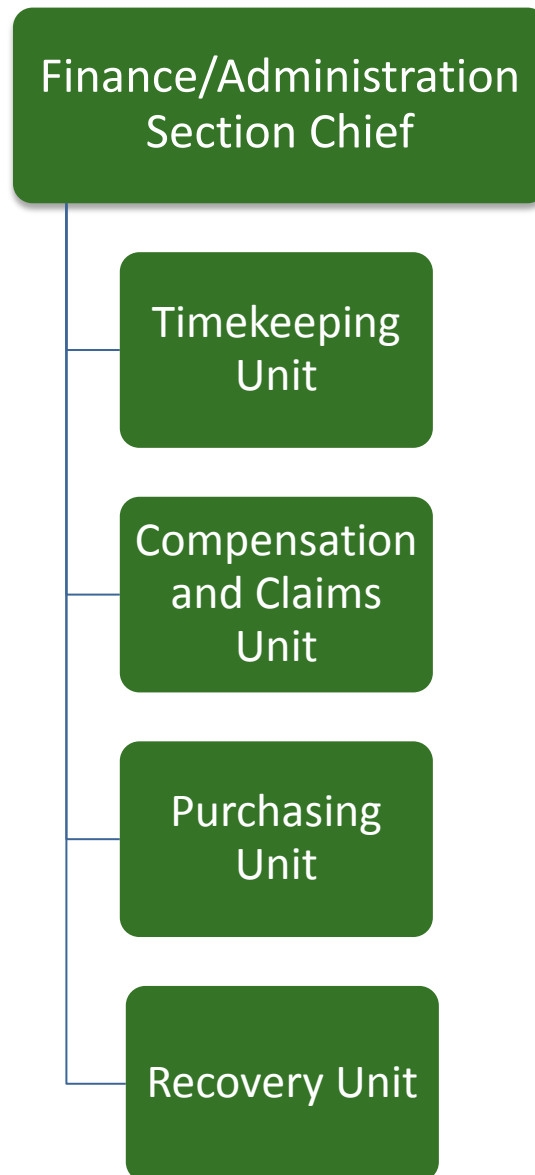 Finance/Administration
Section Chief
Timekeeping
Unit
Compensation
and Claims
Unit
Purchasing
Unit
Recovery Unit